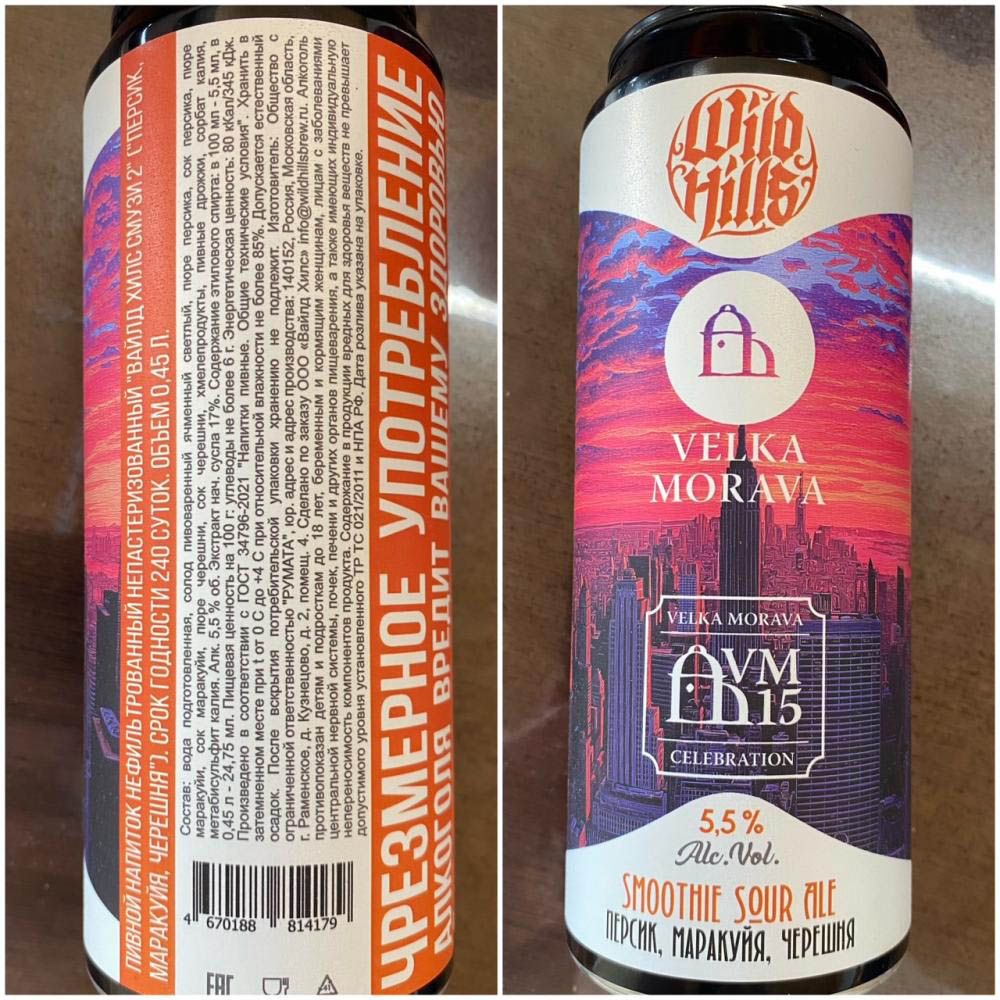 ПИВНОЙ НАПИТОК НЕФИЛЬТРОВАННЫЙ НЕПАСТЕРИЗОВАННЫЙ "ВАЙЛД ХИЛС СМУЗИ 2" ("ПЕРСИК,
МАРАКУЙЯ, ЧЕРЕШНЯ"). СРОК ГОДНОСТИ 240 СУТОК. ОБЪЕМ 0,45 Л.
Состав: вода подготовленная, солод пивоваренный ячменный светлый, пюре персика, сок персика, пюре
маракуйи, сок маракуйи, пюре черешни, сок черешни, хмелепродукты, пивные дрожжи, сорбат калия,
метабисульфит калия. Алк. 5,5 % об. Экстракт нач. сусла 17%. Содержание этилового спирта: в 100 мл - 5,5 мл, в
0,45 л - 24,75 мл. Пищевая ценность на 100 г: углеводы не более 6 г. Энергетическая ценность: 80 кКал/345 кДж.
Произведено в соответствии с ГОСТ 34796-2021 "Напитки пивные. Общие технические условия". Хранить в
затемненном месте при t от 0 С до +4 С при относительной влажности не более 85%. Допускается естественный
осадок. После вскрытия потребительской упаковки хранению не подлежит. Изготовитель: Общество с
ограниченной ответственностью "РУМАТА", юр. адрес и адрес производства: 140152, Россия, Московская область,
г. Раменское, д. Кузнецово, д. 2, помещ. 4. Сделано по заказу ООО «Вайлд Хилс» info@wildhillsbrew.ru. Алкоголь
противопоказан детям и подросткам до 18 лет, беременным и кормящим женщинам, лицам с заболеваниями
центральной нервной системы, почек, печени и других органов пищеварения, а также имеющих индивидуальную
непереносимость компонентов продукта. Содержание в продукции вредных для здоровья веществ не превышает
допустимого уровня установленного ТР ТС 021/2011 и НПА РФ. Дата розлива указана на упаковке.
ЧРЕЗМЕРНОЕ УПОТРЕБЛЕНИЕ
АЛКОГОЛЯ ВРЕДИТ ВАШЕМУ ЗДОРОВЬЮ
4 670188 814179
EAC
41
Wild
Hills
VELKA
MORAVA
VELKA MORAVA
VM
15
CELEBRATION
5,5 %
Alc. Vol.
SMOOTHIE SOUR ALE
ПЕРСИК, МАРАКУЙЯ, ЧЕРЕШНЯ